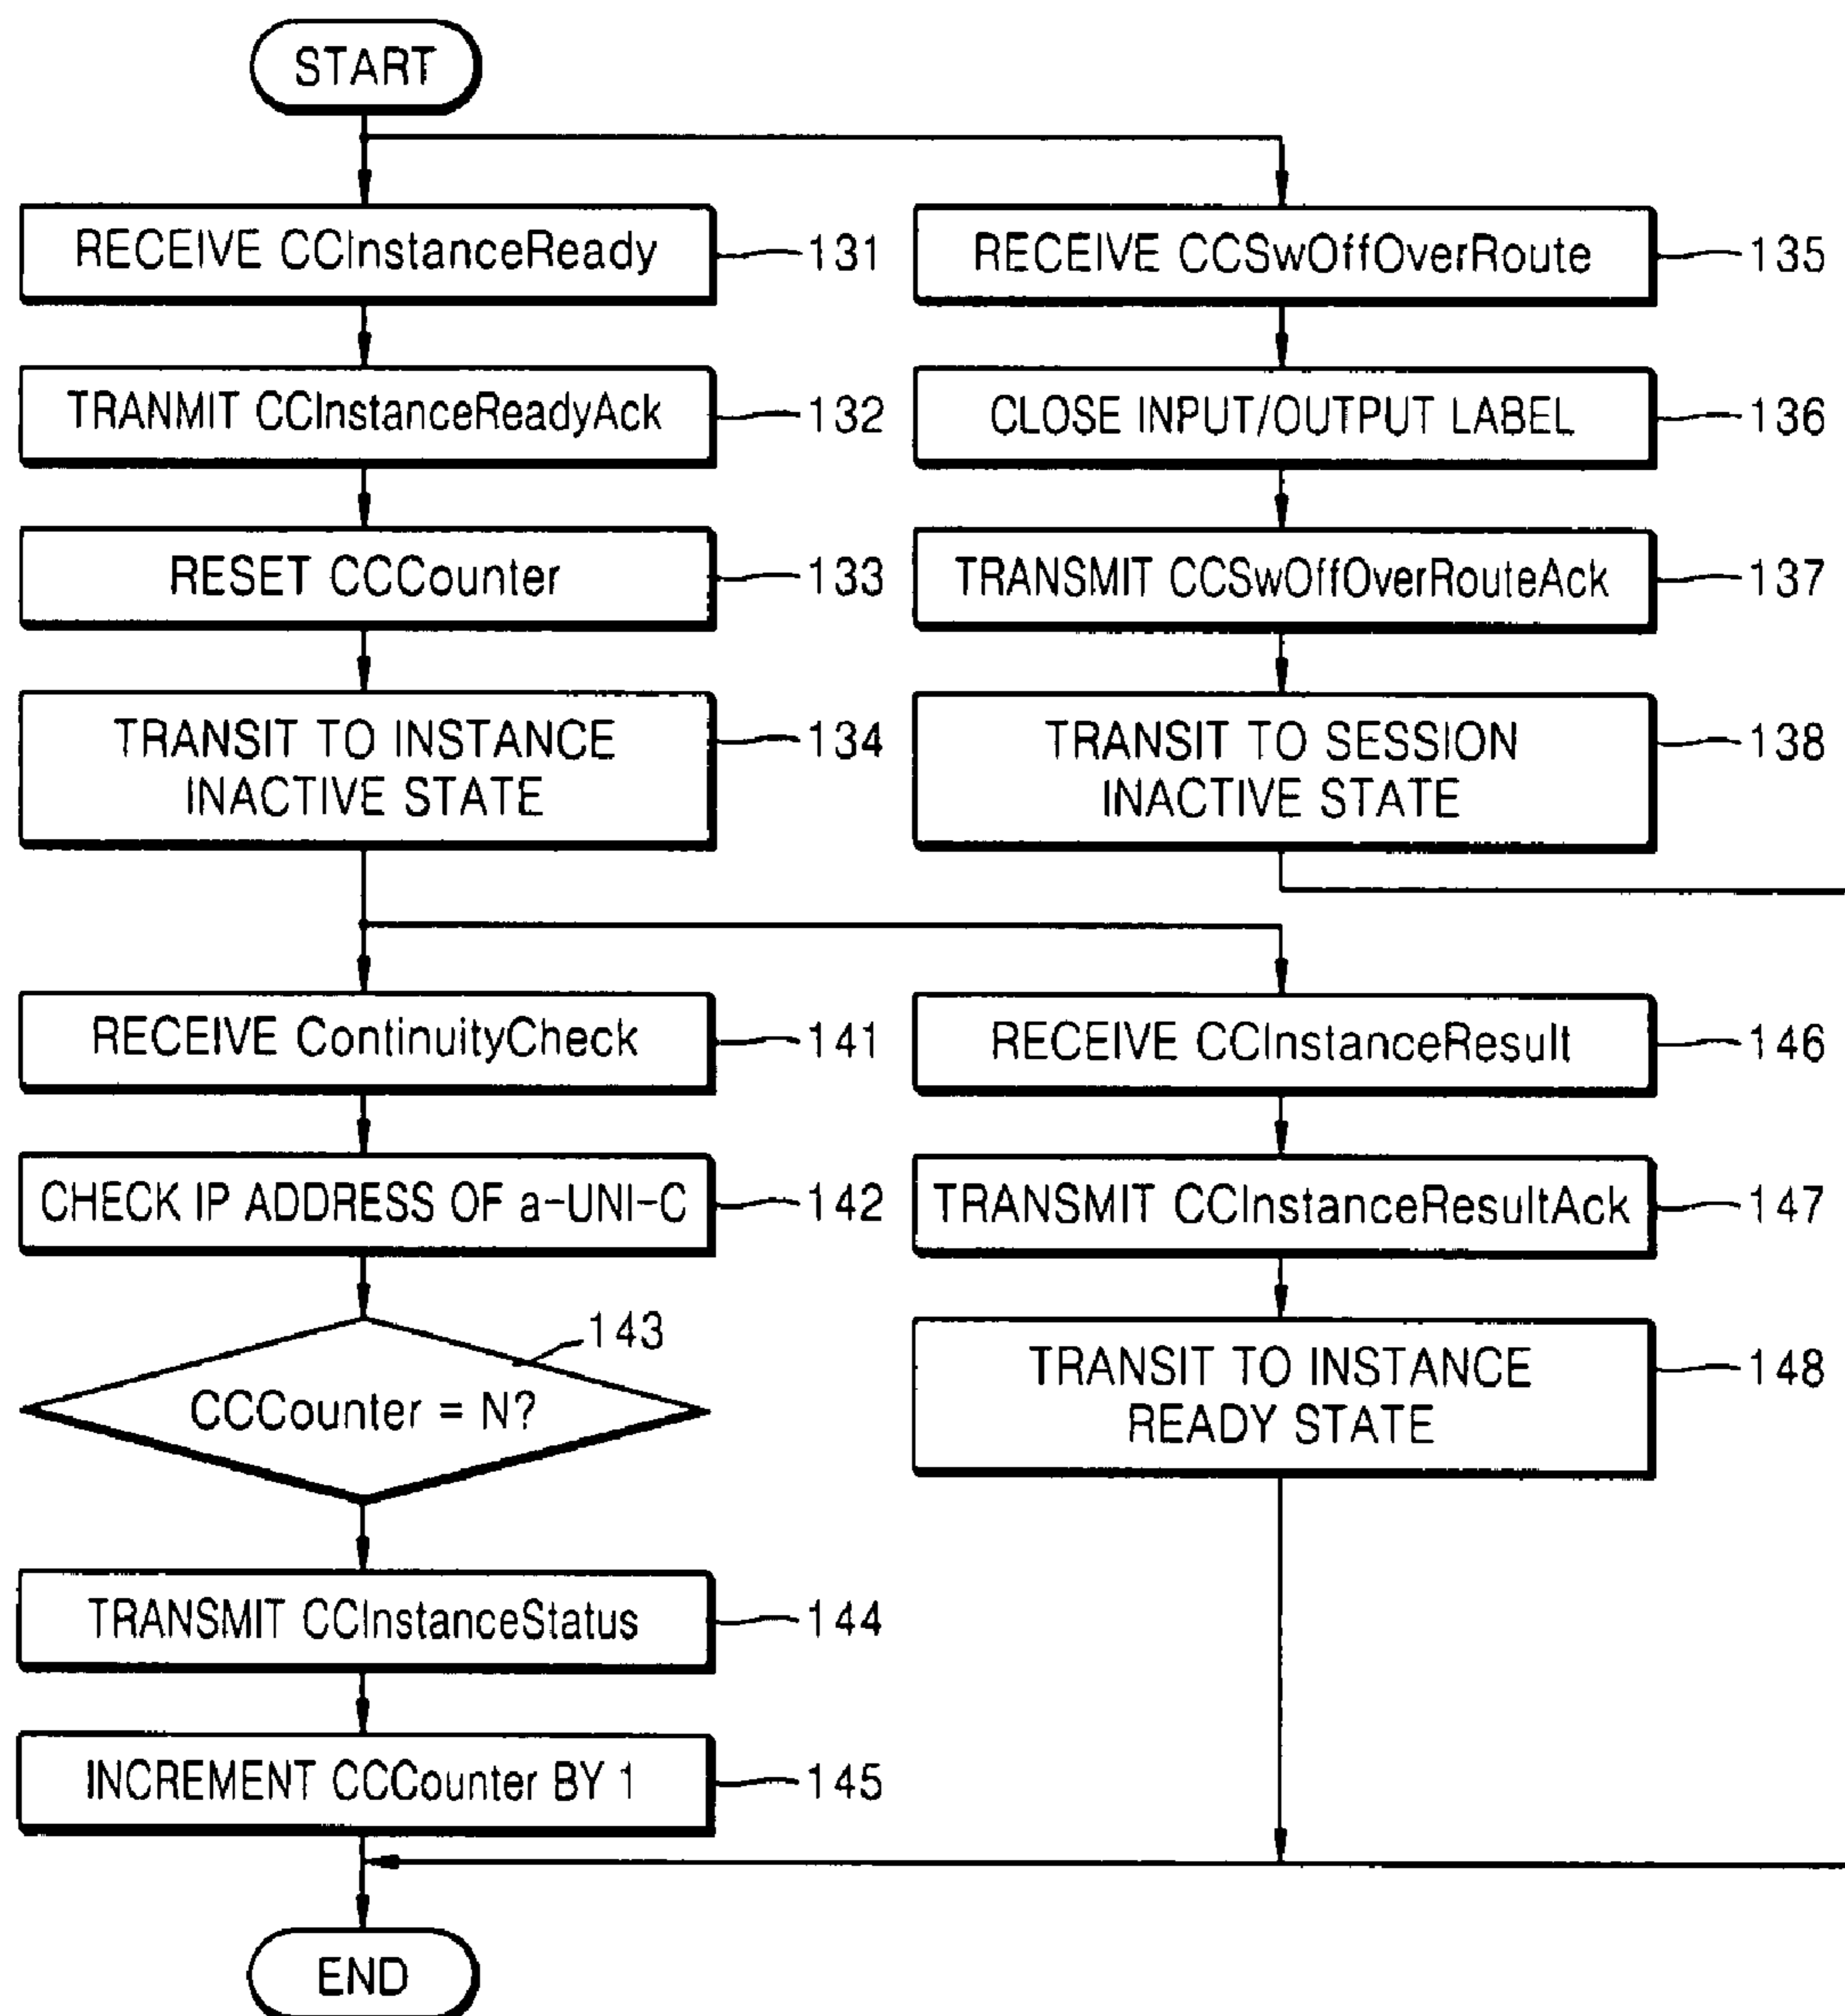 START
RECEIVE CCInstanceReady
131
RECEIVE CCSwOffOverRoute
135
TRANMIT CCInstanceReadyAck
132
CLOSE INPUT/OUTPUT LABEL
136
RESET CCCounter
133
TRANSMIT CCSwOffOverRouteAck
137
TRANSIT TO INSTANCE
INACTIVE STATE
134
TRANSIT TO SESSION
INACTIVE STATE
138
RECEIVE ContinuityCheck
141
RECEIVE CCInstanceResult
146
CHECK IP ADDRESS OF a-UNI-C
142
TRANSMIT CCInstanceResultAck
147
143
CCCounter = N?
TRANSIT TO INSTANCE
READY STATE
148
TRANSMIT CCInstanceStatus
144
INCREMENT CCCounter BY 1
145
END